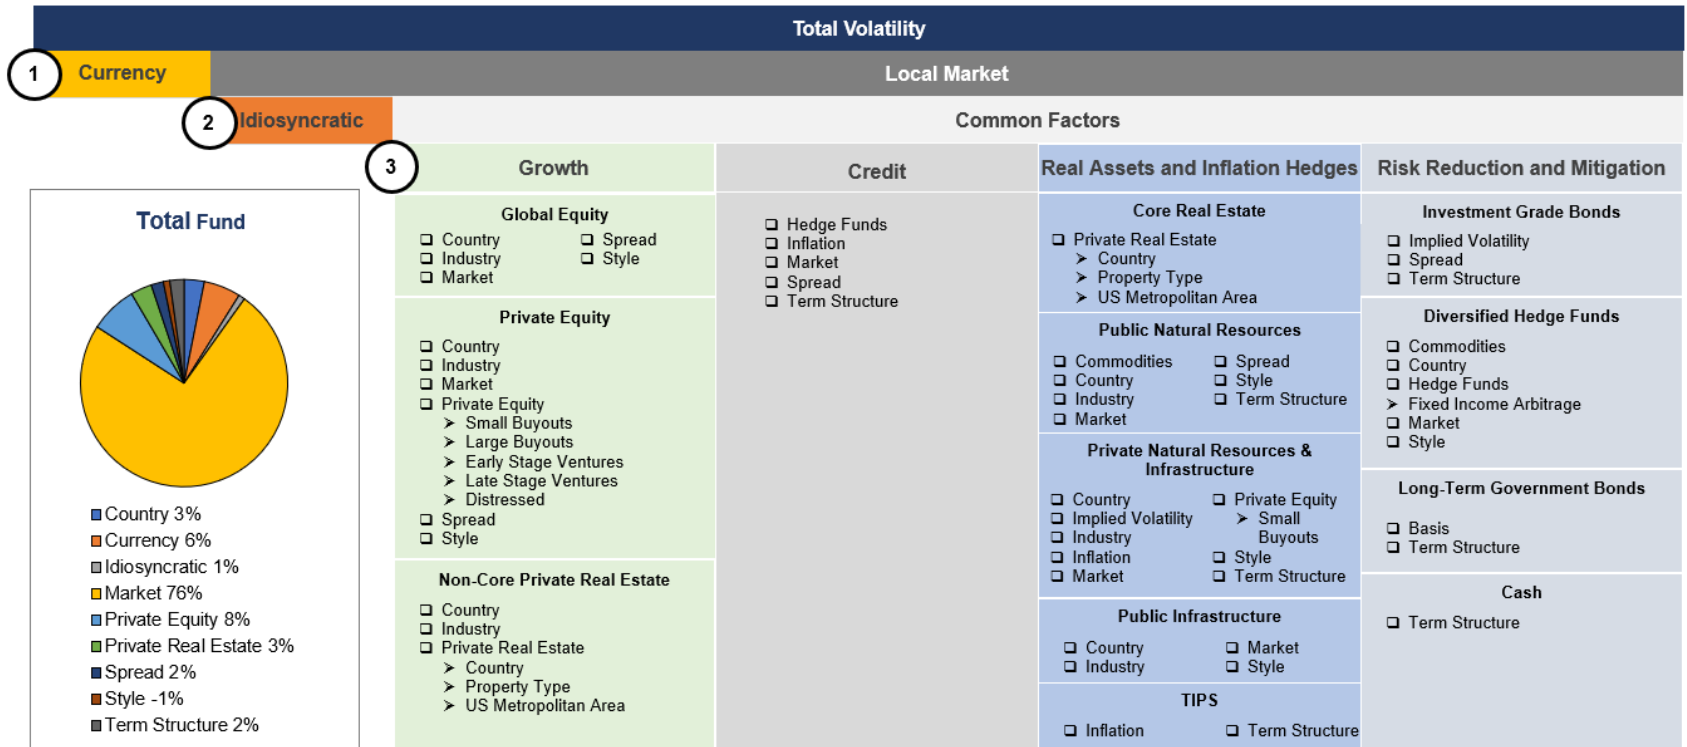 Total Volatility
1 Currency
Local Market
2 Idiosyncratic
Common Factors
3
Growth
Credit
Real Assets and Inflation Hedges
Risk Reduction and Mitigation
Total Fund
Country 3%
Currency 6%
Idiosyncratic 1%
Market 76%
Private Equity 8%
Private Real Estate 3%
Spread 2%
Style -1%
Term Structure 2%
Global Equity
Country
Industry
Market
Spread
Style
Private Equity
Country
Industry
Market
Private Equity
Small Buyouts
Large Buyouts
Early Stage Ventures
Late Stage Ventures
Distressed
Spread
Style
Non-Core Private Real Estate
Country
Industry
Private Real Estate
Country
Property Type
US Metropolitan Area
Hedge Funds
Inflation
Market
Spread
Term Structure
Core Real Estate
Private Real Estate
Country
Property Type
US Metropolitan Area
Public Natural Resources
Commodities
Country
Industry
Market
Spread
Style
Term Structure
Private Natural Resources &
Infrastructure
Country
Implied Volatility
Industry
Inflation
Market
Private Equity
Small
Buyouts
Style
Term Structure
Public Infrastructure
Country
Industry
Market
Style
TIPS
Inflation
Term Structure
Investment Grade Bonds
Implied Volatility
Spread
Term Structure
Diversified Hedge Funds
Commodities
Country
Hedge Funds
Fixed Income Arbitrage
Market
Style
Long-Term Government Bonds
Basis
Term Structure
Cash
Term Structure